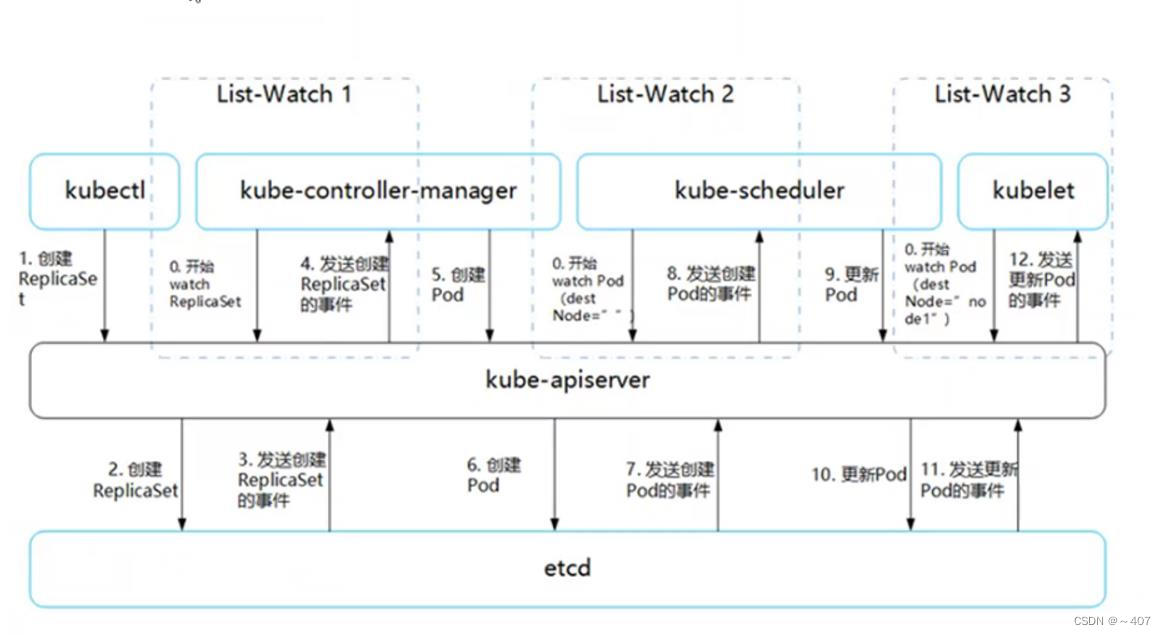 List-Watch 1
List-Watch 2
List-Watch 3
kubectl
kube-controller-manager
kube-scheduler
kubelet
1. 创建
ReplicaSe
t
0. 开始
watch
ReplicaSet
4. 发送创建
ReplicaSet
的事件
5. 创建
Pod
0. 开始
watch Pod
（dest
Node=＂ ＂）
8. 发送创建
Pod的事件
9. 更新
Pod
0. 开始
watch Pod
（dest
Node=＂no
de1＂）
12. 发送
更新Pod
的事件
kube-apiserver
2. 创建
ReplicaSet
3. 发送创建
ReplicaSet
的事件
6. 创建
Pod
7. 发送创建
Pod的事件
10. 更新Pod
11. 发送更新
Pod的事件
etcd
CSDN @～407